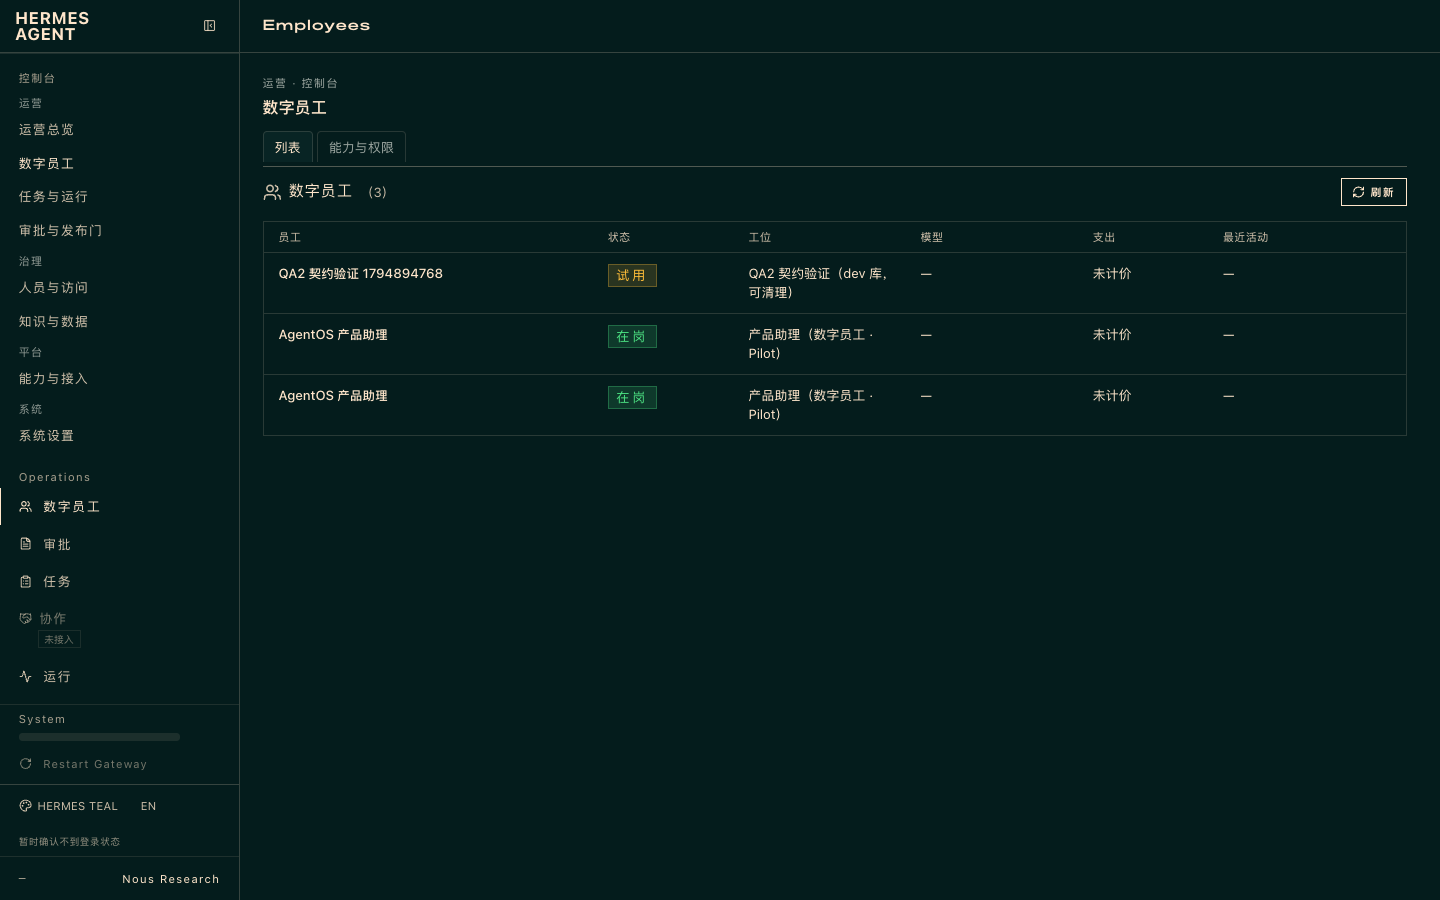 HERMES
AGENT
控制台
运营
运营总览
数字员工
任务与运行
审批与发布门
治理
人员与访问
知识与数据
平台
能力与接入
系统
系统设置
Operations
数字员工
审批
任务
协作
未接入
运行
System
Restart Gateway
HERMES TEAL EN
暂时确认不到登录状态
— Nous Research
Employees
运营 · 控制台
数字员工
列表 能力与权限
数字员工 (3)
刷新
员工 状态 工位 模型 支出 最近活动
QA2 契约验证 1794894768 试用 QA2 契约验证（dev 库， — 未计价 —
可清理）
AgentOS 产品助理 在岗 产品助理（数字员工 · — 未计价 —
Pilot）
AgentOS 产品助理 在岗 产品助理（数字员工 · — 未计价 —
Pilot）